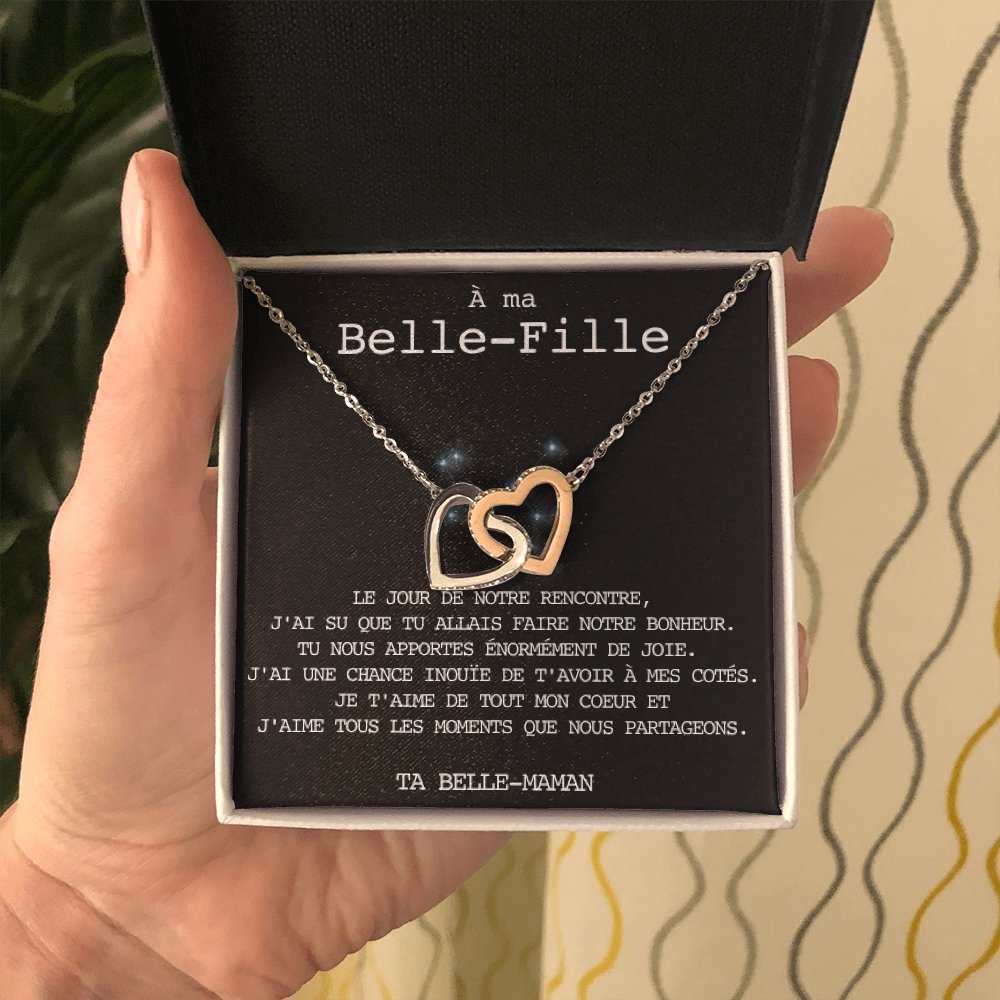 À ma
Belle-Fille
LE JOUR DE NOTRE RENCONTRE,
J'AI SU QUE TU ALLAIS FAIRE NOTRE BONHEUR.
TU NOUS APPORTES ÉNORMÉMENT DE JOIE.
J'AI UNE CHANCE INOUÏE DE T'AVOIR À MES COTÉS.
JE T'AIME DE TOUT MON COEUR ET
J'AIME TOUS LES MOMENTS QUE NOUS PARTAGEONS.
TA BELLE-MAMAN